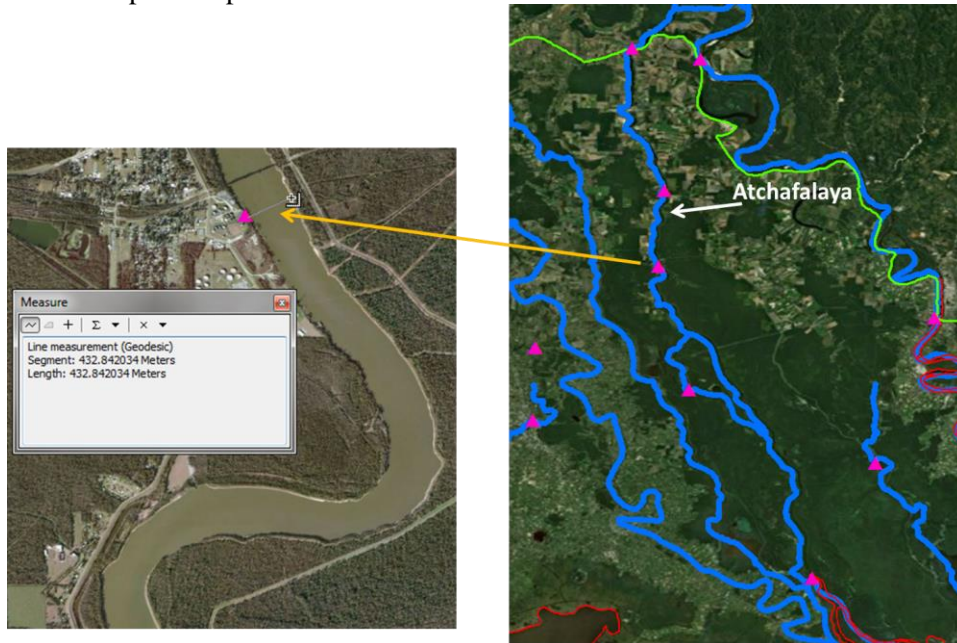 Atchafalaya
Measure
Line measurement (Geodesic)
Segment: 432.842034 Meters
Length: 432.842034 Meters